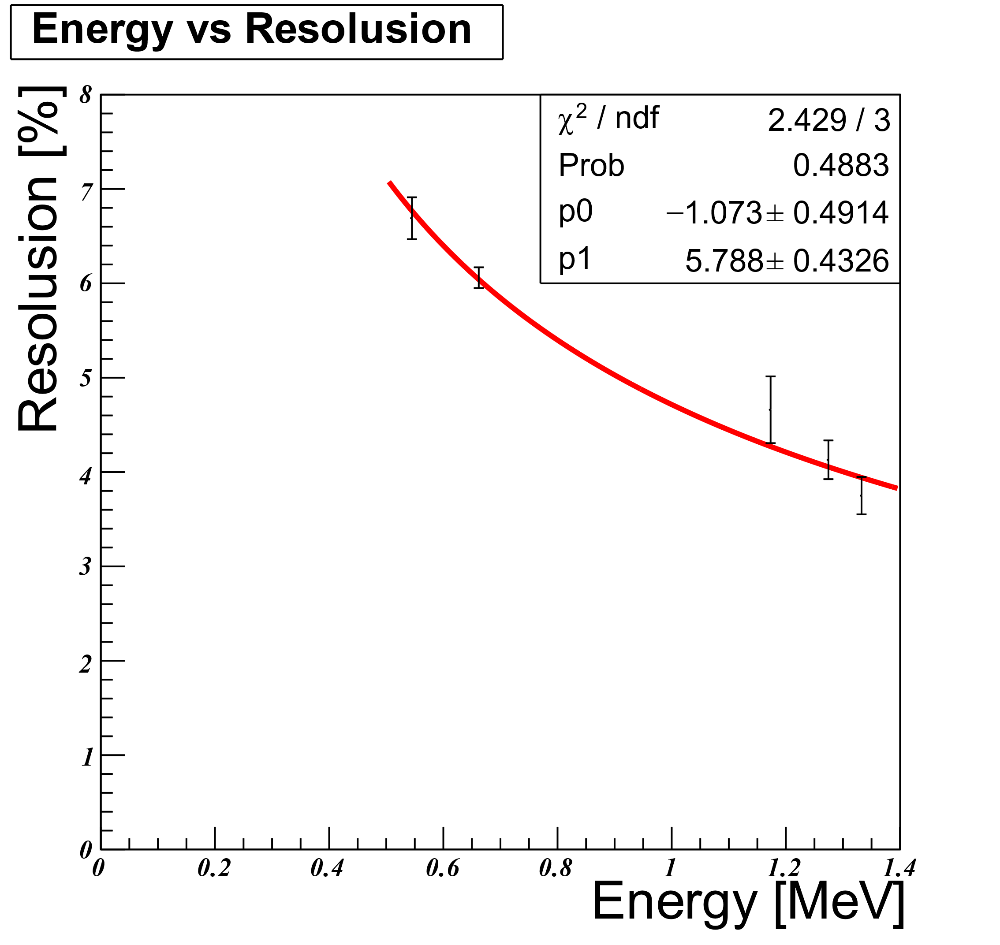 Energy vs Resolusion
Resolusion [%]
8
7
6
5
4
3
2
1
0
χ² / ndf 2.429 / 3
Prob 0.4883
p0 −1.073± 0.4914
p1 5.788± 0.4326
0 0.2 0.4 0.6 0.8 1 1.2 1.4
Energy [MeV]